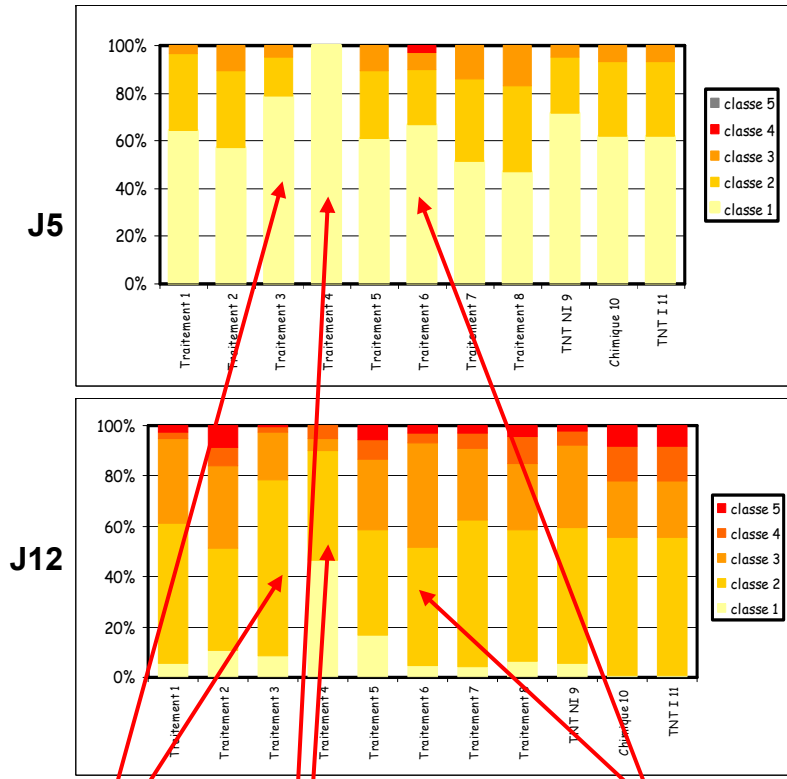 J5
100%
80%
60%
40%
20%
0%
Traitement 1
Traitement 2
Traitement 3
Traitement 4
Traitement 5
Traitement 6
Traitement 7
Traitement 8
TNT NI 9
Chimique 10
TNT I 11
classe 5
classe 4
classe 3
classe 2
classe 1
J12
100%
80%
60%
40%
20%
0%
Traitement 1
Traitement 2
Traitement 3
Traitement 4
Traitement 5
Traitement 6
Traitement 7
Traitement 8
TNT NI 9
Chimique 10
TNT I 11
classe 5
classe 4
classe 3
classe 2
classe 1